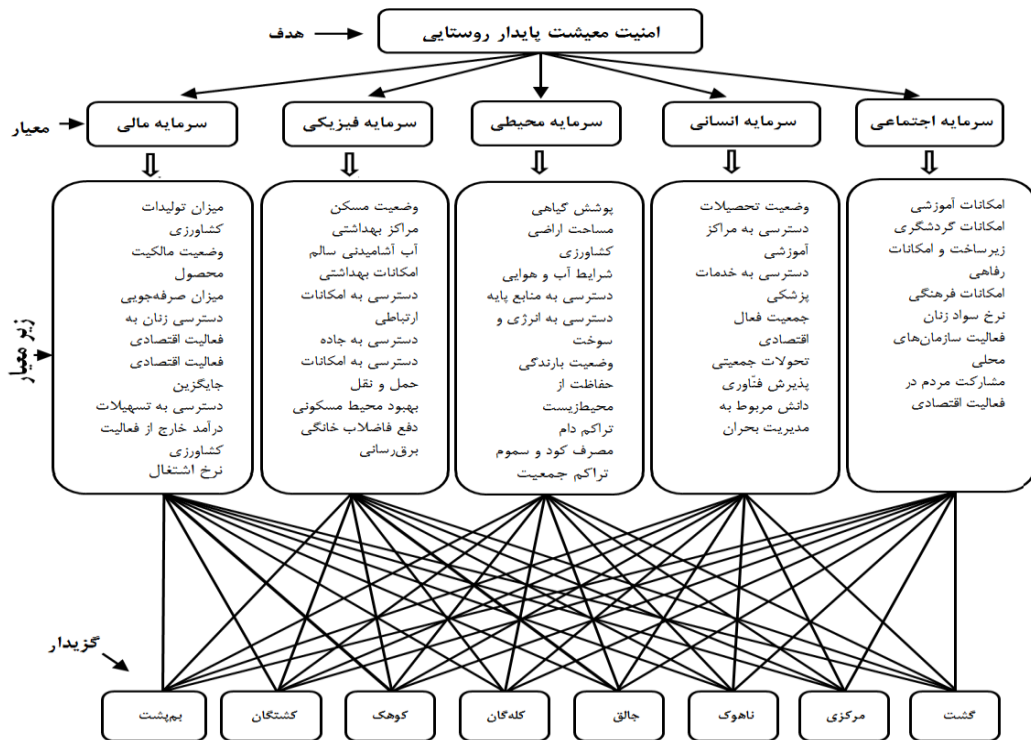 امنیت معیشت پایدار روستایی
هدف
معیار
سرمایه اجتماعی
سرمایه انسانی
سرمایه محیطی
سرمایه فیزیکی
سرمایه مالی
زیر معیار
امکانات آموزشی
امکانات گردشگری
زیرساخت و امکانات
رفاهی
امکانات فرهنگی
نرخ سواد زنان
فعالیت سازمان‌های
محلی
مشارکت مردم در
فعالیت اقتصادی
وضعیت تحصیلات
دسترسی به مراکز
آموزشی
دسترسی به خدمات
پزشکی
جمعیت فعال
اقتصادی
تحولات جمعیتی
پذیرش فنّاوری
دانش مربوط به
مدیریت بحران
پوشش گیاهی
مساحت اراضی
کشاورزی
شرایط آب و هوایی
دسترسی به منابع پایه
دسترسی به انرژی و
سوخت
وضعیت بارندگی
حفاظت از
محیط‌زیست
تراکم دام
مصرف کود و سموم
تراکم جمعیت
وضعیت مسکن
مراکز بهداشتی
آب آشامیدنی سالم
امکانات بهداشتی
دسترسی به امکانات
ارتباطی
دسترسی به جاده
دسترسی به امکانات
حمل و نقل
بهبود محیط مسکونی
دفع فاضلاب خانگی
برق‌رسانی
میزان تولیدات
کشاورزی
وضعیت مالکیت
محصول
میزان صرفه‌جویی
دسترسی زنان به
فعالیت اقتصادی
فعالیت اقتصادی
جایگزین
دسترسی به تسهیلات
درآمد خارج از فعالیت
کشاورزی
نرخ اشتغال
گزیدار
گشت
مرکزی
ناهوک
جالق
کله‌گان
کوهک
کشتگان
بم‌پشت